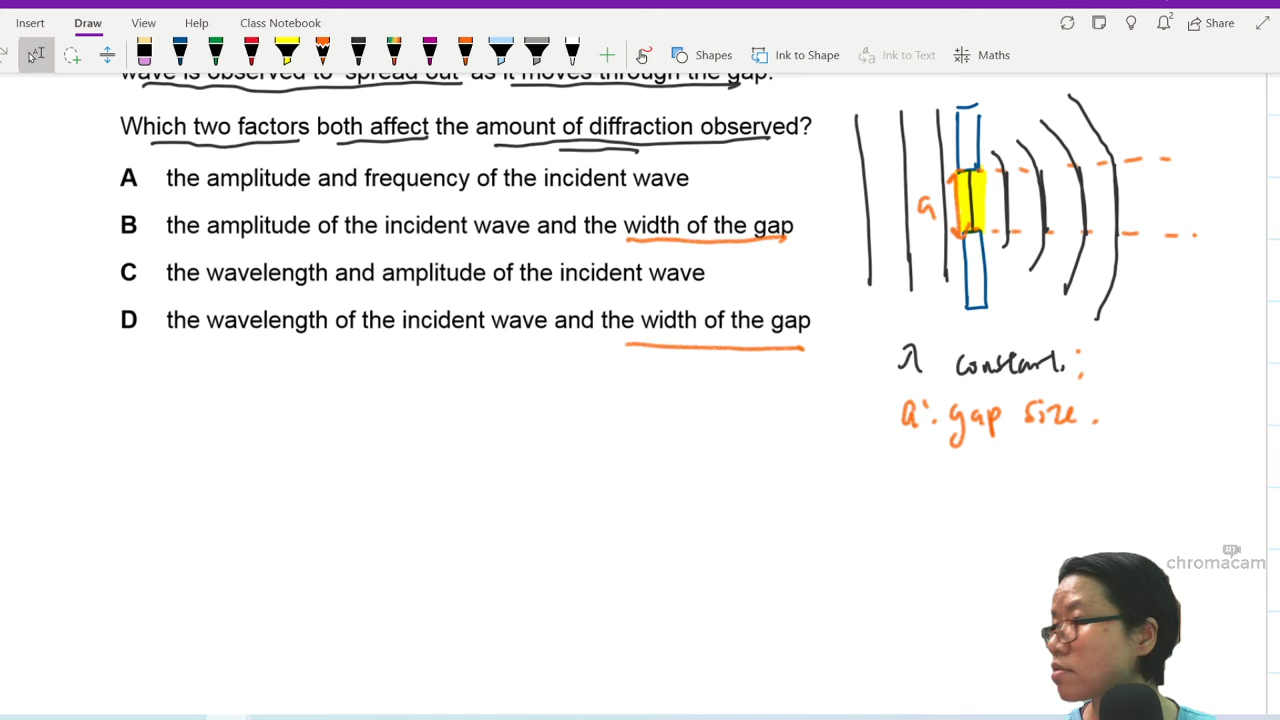 Insert Draw View Help Class Notebook
2 Share
Shapes Ink to Shape Ink to Text Maths
wave is observed to 'spread out' as it moves through the gap.
Which two factors both affect the amount of diffraction observed?
A the amplitude and frequency of the incident wave
B the amplitude of the incident wave and the width of the gap
C the wavelength and amplitude of the incident wave
D the wavelength of the incident wave and the width of the gap
a
λ constant. :
a: gap size.
chromacam